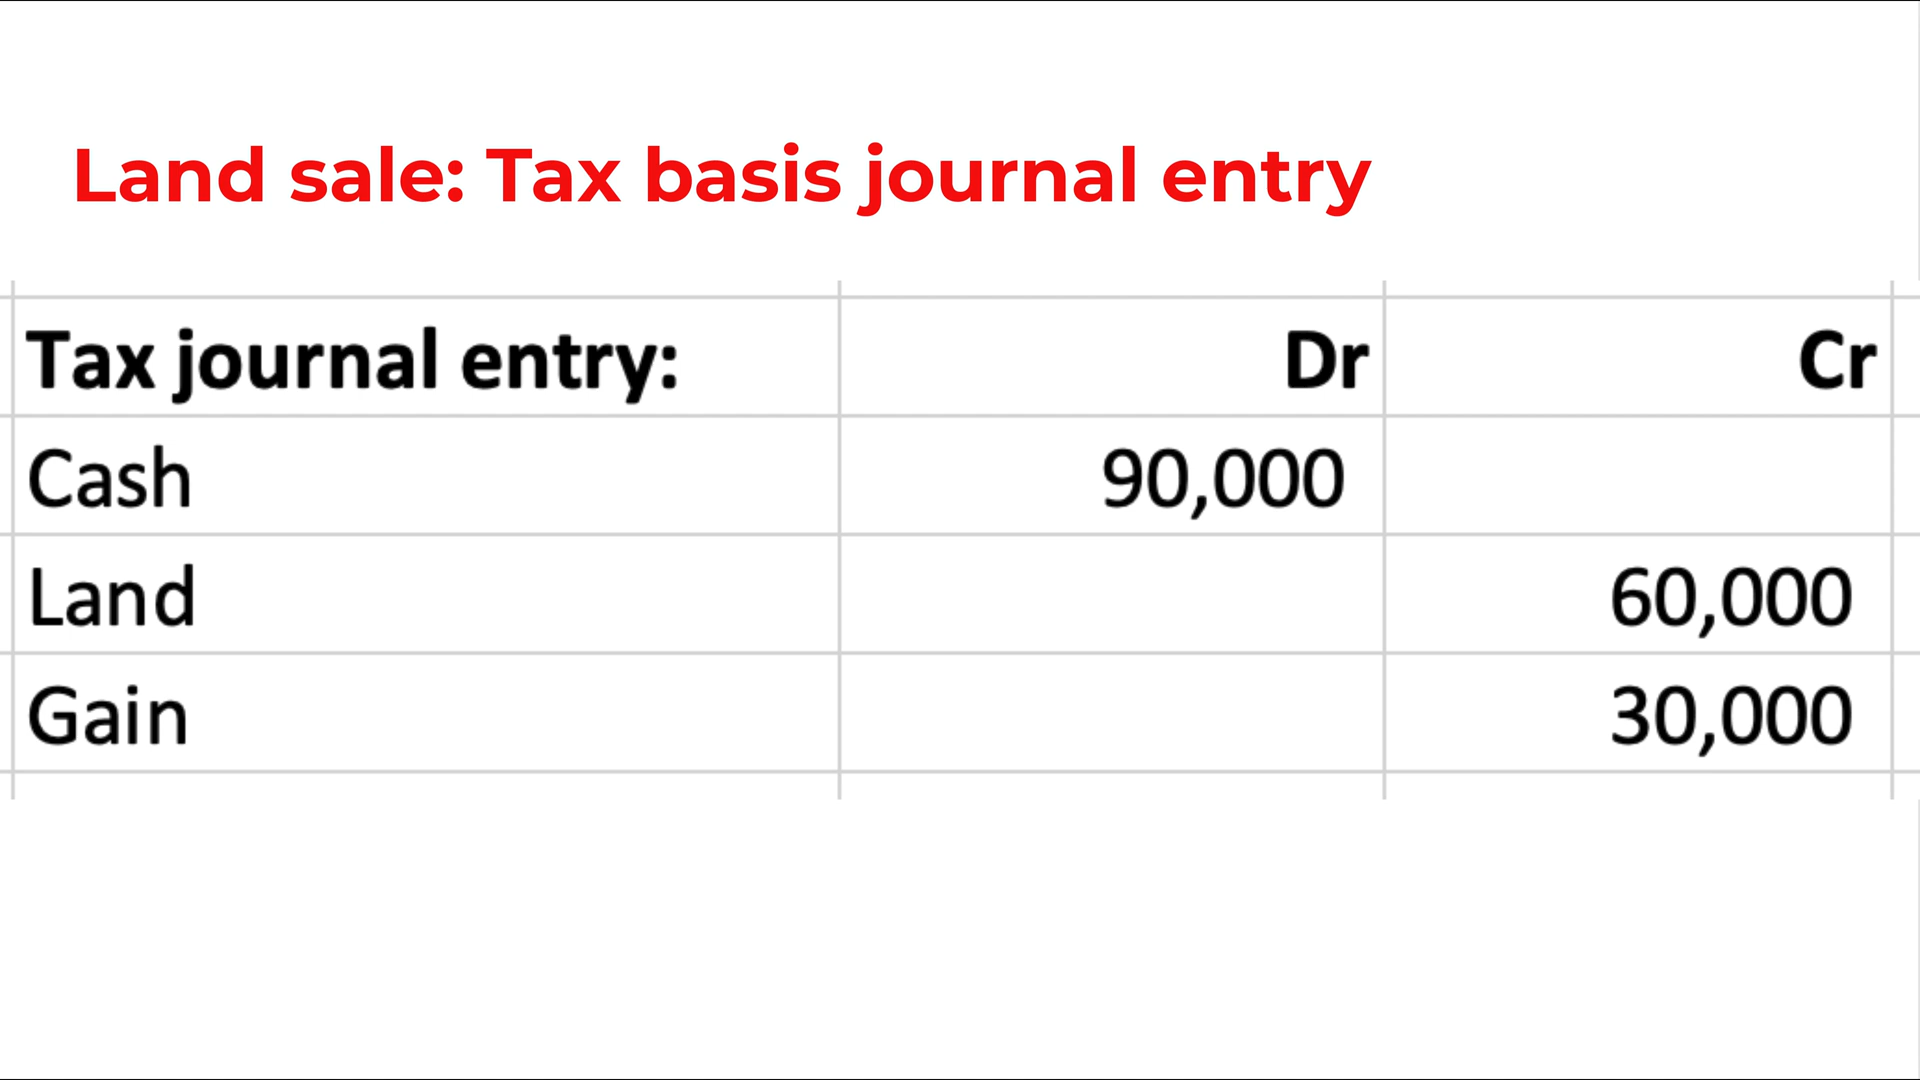 Land sale: Tax basis journal entry
Tax journal entry: Dr Cr
Cash 90,000
Land 60,000
Gain 30,000